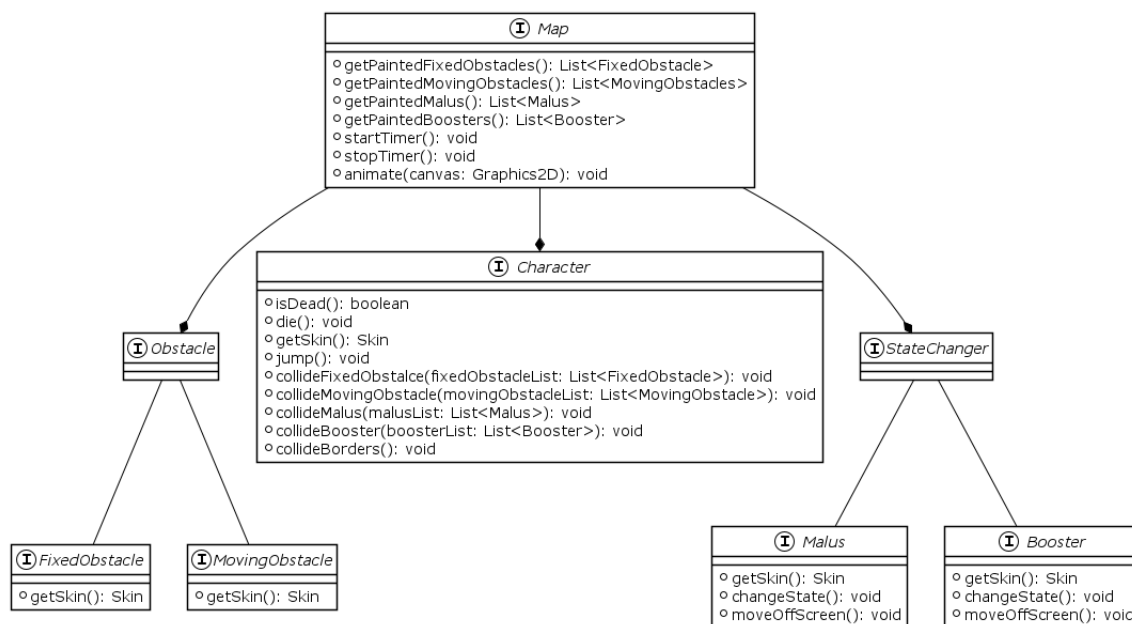 I Map
getPaintedFixedObstacles(): List<FixedObstacle>
getPaintedMovingObstacles(): List<MovingObstacles>
getPaintedMalus(): List<Malus>
getPaintedBoosters(): List<Booster>
startTimer(): void
stopTimer(): void
animate(canvas: Graphics2D): void
I Character
isDead(): boolean
die(): void
getSkin(): Skin
jump(): void
collideFixedObstalce(fixedObstacleList: List<FixedObstacle>): void
collideMovingObstacle(movingObstacleList: List<MovingObstacle>): void
collideMalus(malusList: List<Malus>): void
collideBooster(boosterList: List<Booster>): void
collideBorders(): void
I Obstacle
I StateChanger
I FixedObstacle
getSkin(): Skin
I MovingObstacle
getSkin(): Skin
I Malus
getSkin(): Skin
changeState(): void
moveOffScreen(): void
I Booster
getSkin(): Skin
changeState(): void
moveOffScreen(): void